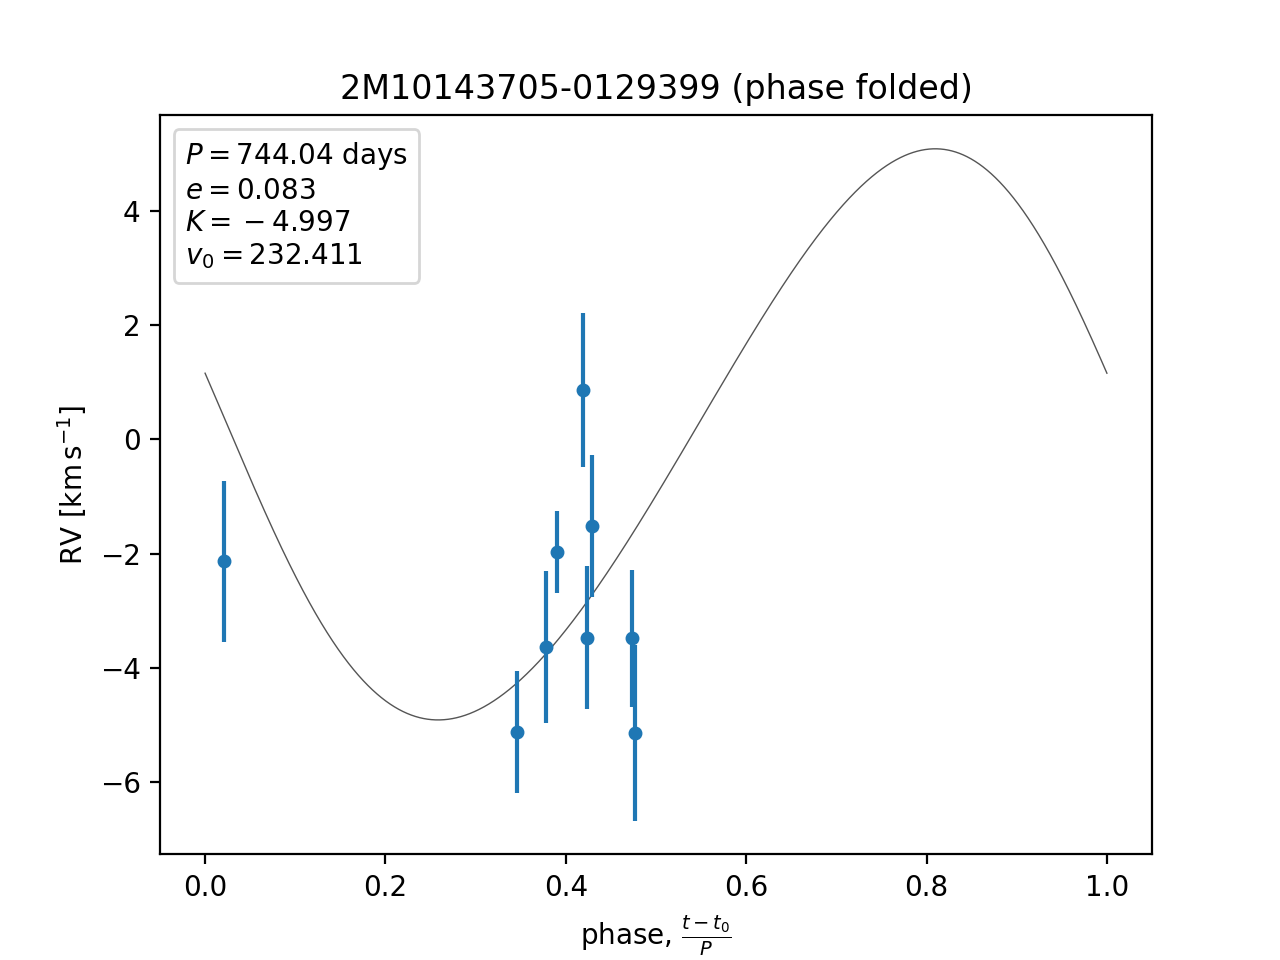 2M10143705-0129399 (phase folded)
P = 744.04 days
e = 0.083
K = −4.997
v₀ = 232.411
RV [km s⁻¹]
4
2
0
−2
−4
−6
0.0 0.2 0.4 0.6 0.8 1.0
phase, (t − t₀)/P